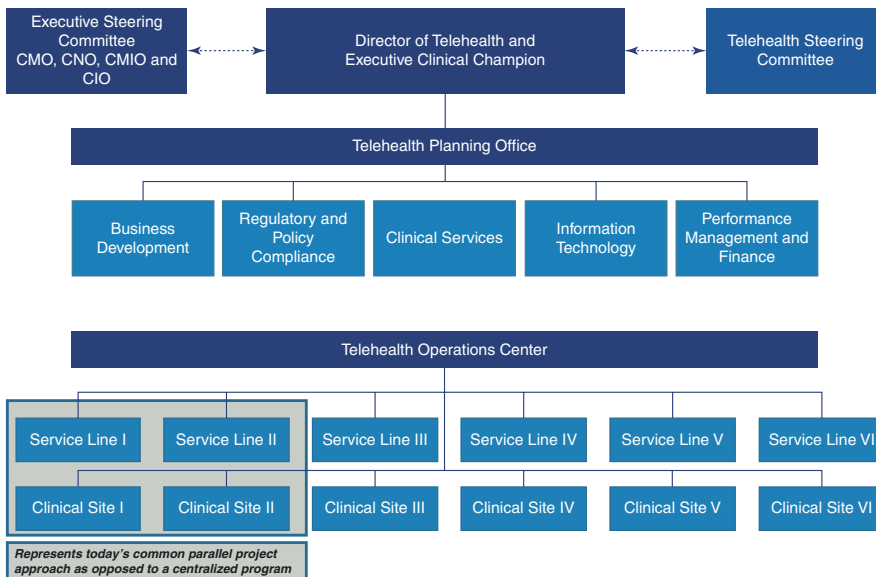 Executive Steering
Committee
CMO, CNO, CMIO and
CIO
Director of Telehealth and
Executive Clinical Champion
Telehealth Steering
Committee
Telehealth Planning Office
Business
Development
Regulatory and
Policy
Compliance
Clinical Services
Information
Technology
Performance
Management and
Finance
Telehealth Operations Center
Service Line I
Service Line II
Service Line III
Service Line IV
Service Line V
Service Line VI
Clinical Site I
Clinical Site II
Clinical Site III
Clinical Site IV
Clinical Site V
Clinical Site VI
Represents today's common parallel project
approach as opposed to a centralized program